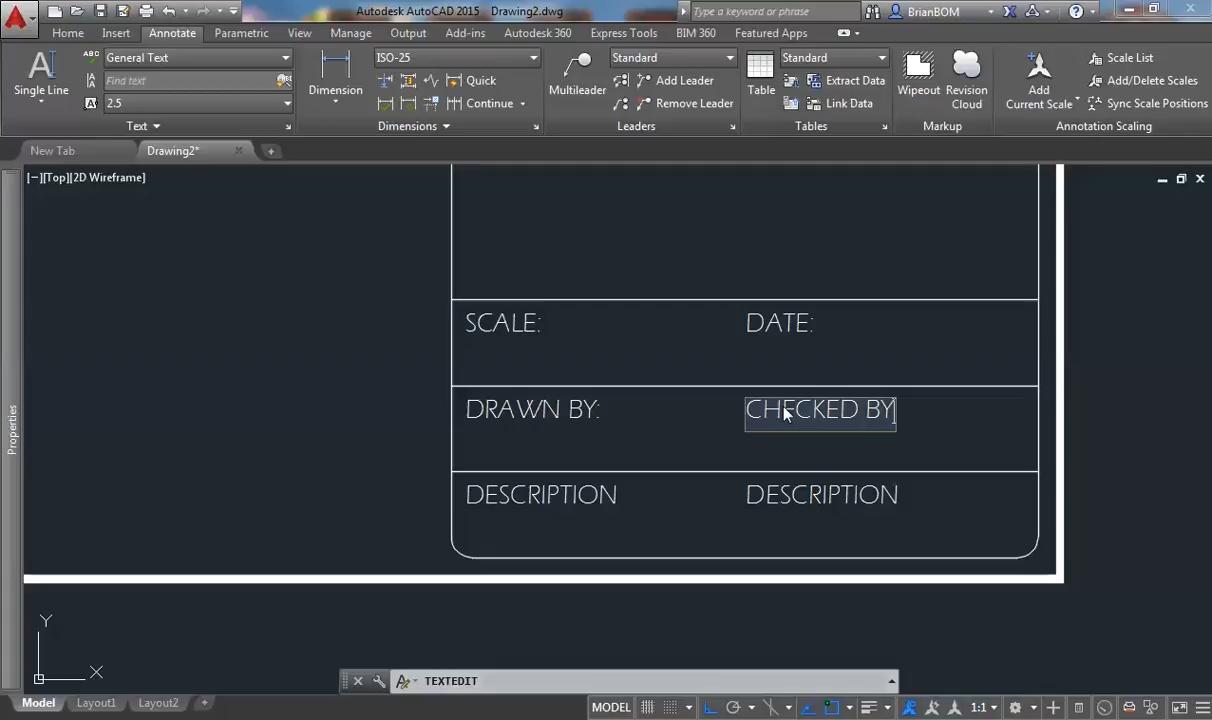 Autodesk AutoCAD 2015 Drawing2.dwg
Type a keyword or phrase
BrianBOM
Home Insert Annotate Parametric View Manage Output Add-ins Autodesk 360 Express Tools BIM 360 Featured Apps
Single Line
ABC General Text
Find text
2.5
Text
Dimension
ISO-25
Quick
Continue
Dimensions
Multileader
Standard
Add Leader
Remove Leader
Leaders
Table
Standard
Extract Data
Link Data
Tables
Wipeout
Revision Cloud
Markup
Add Current Scale
Scale List
Add/Delete Scales
Sync Scale Positions
Annotation Scaling
New Tab
Drawing2*
[−][Top][2D Wireframe]
Properties
SCALE: DATE:
DRAWN BY: CHECKED BY
DESCRIPTION DESCRIPTION
Y
X
TEXTEDIT
Model Layout1 Layout2
MODEL
1:1